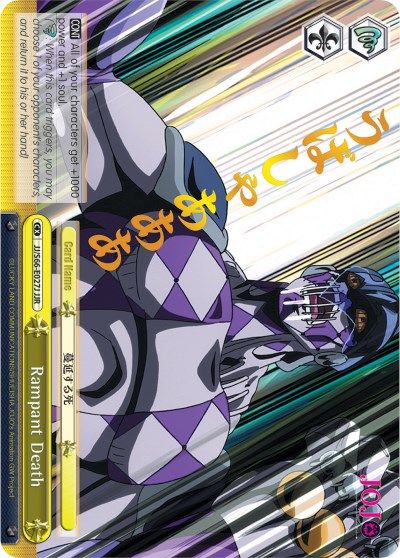 [CONT] All of your characters get +1000
power and +1 soul.
When this card triggers, you may
choose 1 of your opponent's characters,
and return it to his or her hand)
うばしゃあああ
CX
JJ/S66-E027J JJR
Card Name
蔓延する死
Rampant Death
©LUCKY LAND COMMUNICATIONS/SHUEISHA,JOJO's Animation GW Project
JOJO